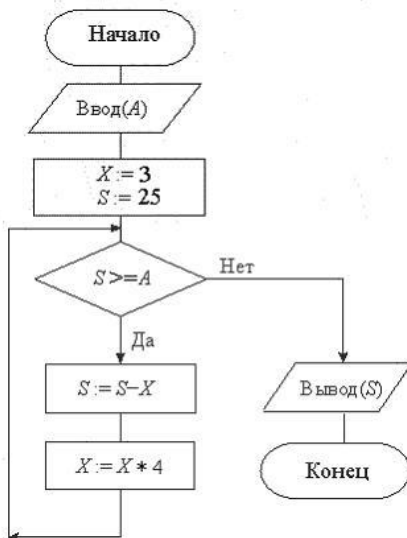 Начало
Ввод(A)
X := 3
S := 25
S >= A
Нет
Да
S := S–X
Вывод(S)
X := X * 4
Конец